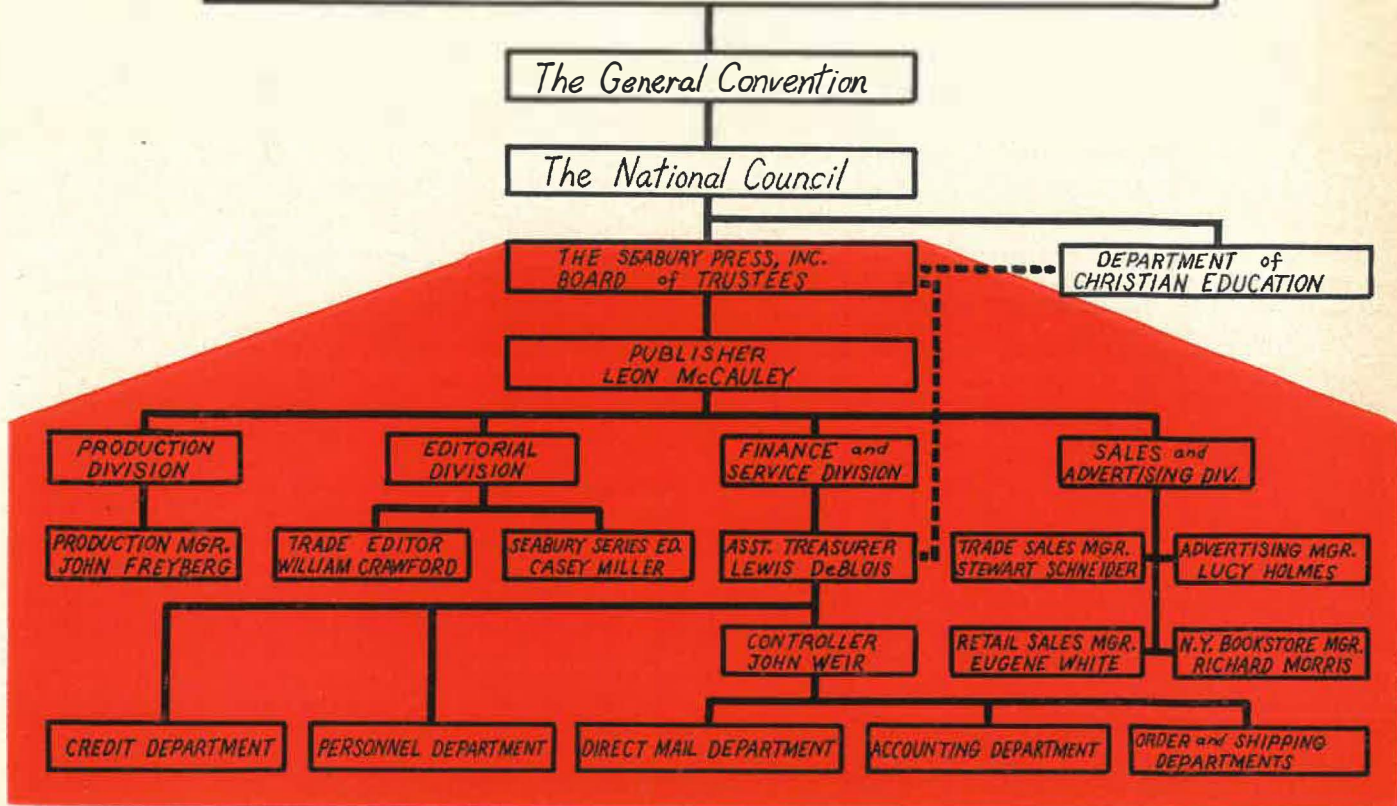 The General Convention
The National Council
THE SEABURY PRESS, INC.
BOARD of TRUSTEES
DEPARTMENT of
CHRISTIAN EDUCATION
PUBLISHER
LEON McCAULEY
PRODUCTION
DIVISION
EDITORIAL
DIVISION
FINANCE and
SERVICE DIVISION
SALES and
ADVERTISING DIV.
PRODUCTION MGR.
JOHN FREYBERG
TRADE EDITOR
WILLIAM CRAWFORD
SEABURY SERIES ED.
CASEY MILLER
ASST. TREASURER
LEWIS DeBLOIS
TRADE SALES MGR.
STEWART SCHNEIDER
ADVERTISING MGR.
LUCY HOLMES
CONTROLLER
JOHN WEIR
RETAIL SALES MGR.
EUGENE WHITE
N.Y. BOOKSTORE MGR.
RICHARD MORRIS
CREDIT DEPARTMENT
PERSONNEL DEPARTMENT
DIRECT MAIL DEPARTMENT
ACCOUNTING DEPARTMENT
ORDER and SHIPPING
DEPARTMENTS